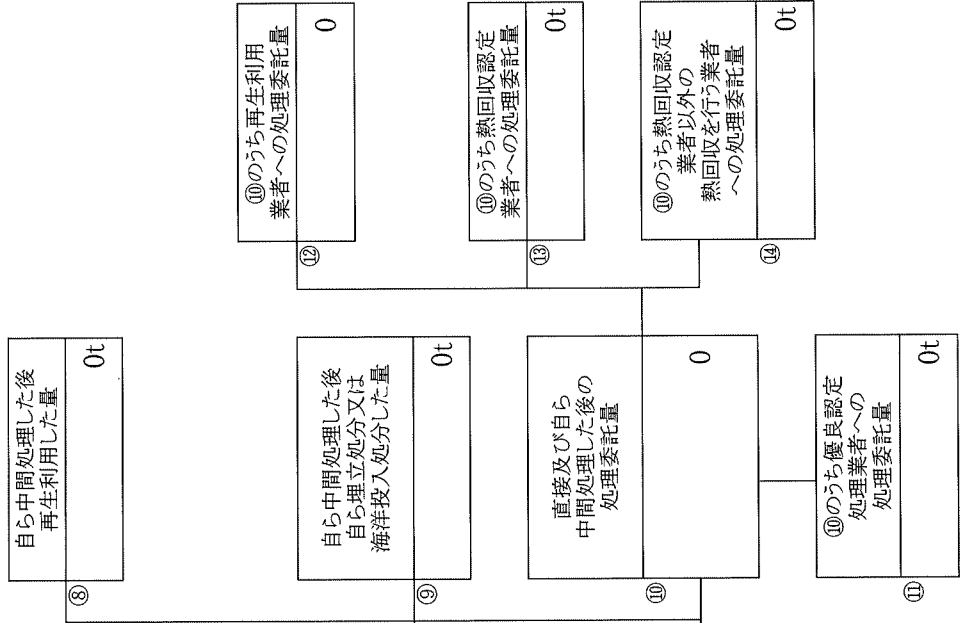 ⑧
自ら中間処理した後
再生利用した量
0t
⑨
自ら中間処理した後
自ら埋立処分又は
海洋投入処分した量
0t
⑩
直接及び自ら
中間処理した後の
処理委託量
0
⑪
⑩のうち優良認定
処理業者への
処理委託量
0t
⑫
⑩のうち再生利用
業者への処理委託量
0
⑬
⑩のうち熱回収認定
業者への処理委託量
0t
⑭
⑩のうち熱回収認定
業者以外の
熱回収を行う業者
への処理委託量
0t